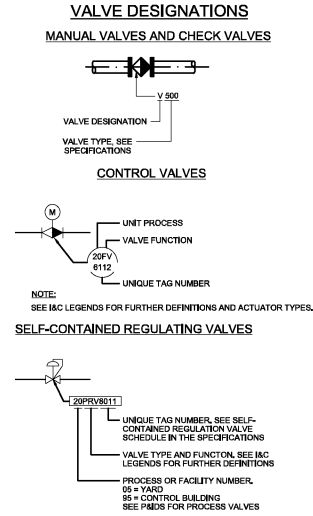 VALVE DESIGNATIONS
MANUAL VALVES AND CHECK VALVES
V 500
VALVE DESIGNATION
VALVE TYPE, SEE
SPECIFICATIONS
CONTROL VALVES
M
UNIT PROCESS
VALVE FUNCTION
20FV
6112
UNIQUE TAG NUMBER
NOTE:
SEE I&C LEGENDS FOR FURTHER DEFINITIONS AND ACTUATOR TYPES.
SELF-CONTAINED REGULATING VALVES
20PRV8011
UNIQUE TAG NUMBER. SEE SELF-
CONTAINED REGULATION VALVE
SCHEDULE IN THE SPECIFICATIONS
VALVE TYPE AND FUNCTON. SEE I&C
LEGENDS FOR FURTHER DEFINITIONS
PROCESS OR FACILITY NUMBER.
05 = YARD
95 = CONTROL BUILDING
SEE P&IDS FOR PROCESS VALVES